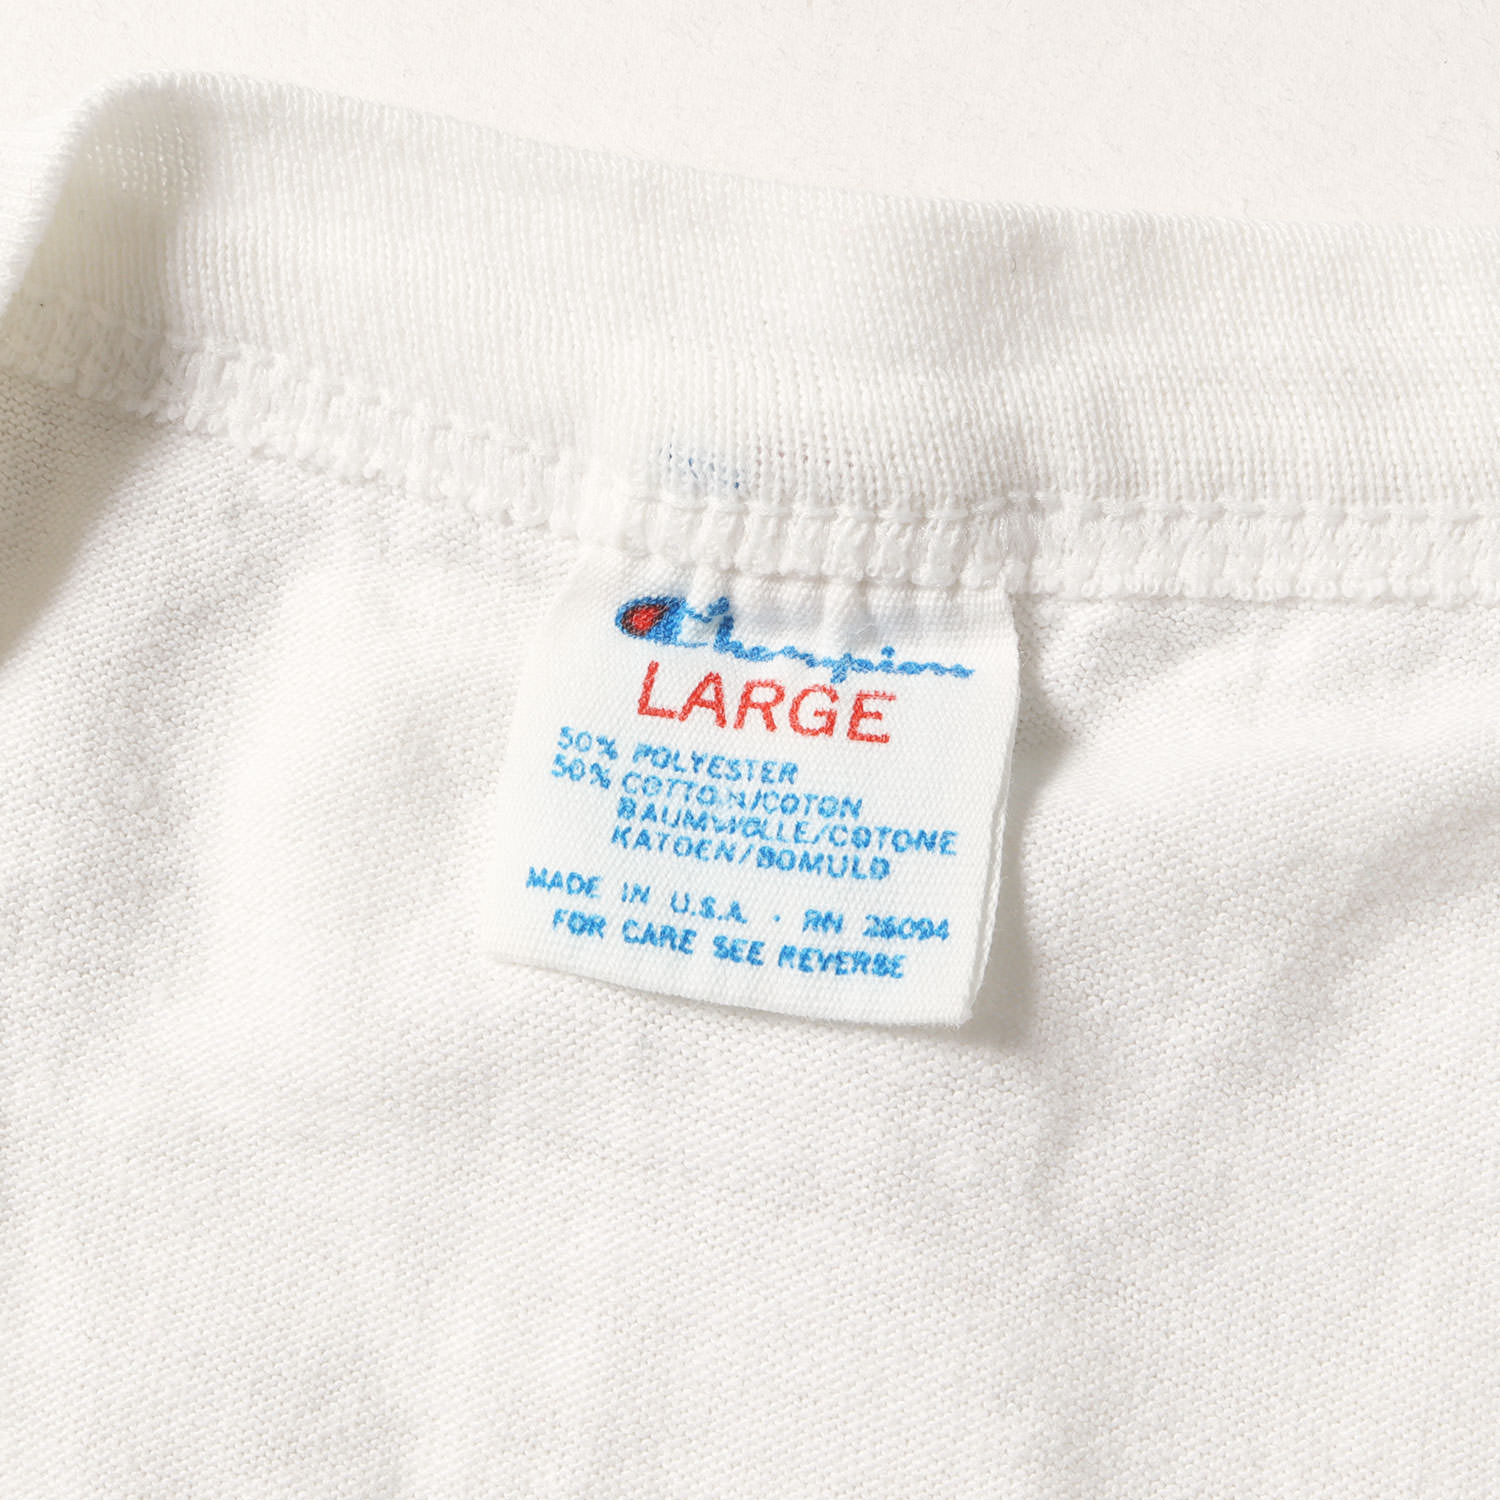 Champion
LARGE
50% POLYESTER
50% COTTON/COTON
BAUMWOLLE/COTONE
KATOEN/BOMULD
MADE IN U.S.A. · RN 26094
FOR CARE SEE REVERSE